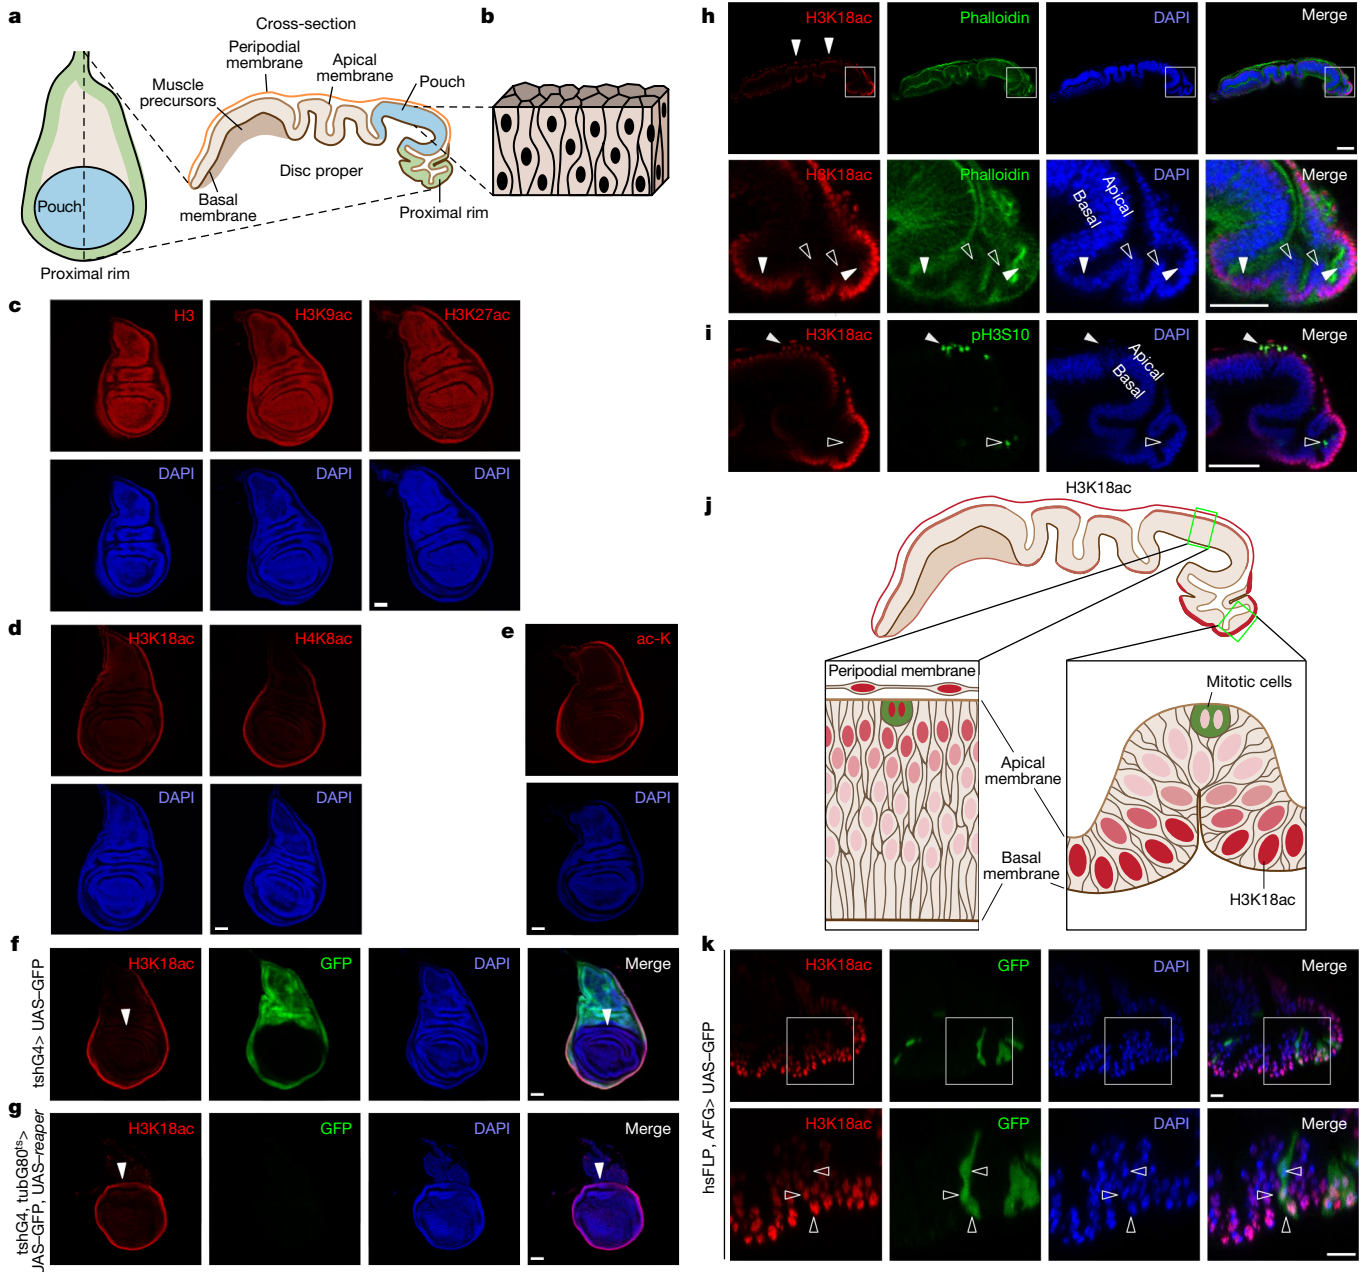 a
Cross-section
Peripodial
membrane
Apical
membrane
Muscle
precursors
Pouch
Disc proper
Basal
membrane
Proximal rim
Pouch
Proximal rim
b
c
H3
H3K9ac
H3K27ac
DAPI
DAPI
DAPI
d
H3K18ac
H4K8ac
DAPI
DAPI
e
ac-K
DAPI
f
tshG4> UAS–GFP
H3K18ac
GFP
DAPI
Merge
g
tshG4, tubG80ts>
UAS–GFP, UAS–reaper
H3K18ac
GFP
DAPI
Merge
h
H3K18ac
Phalloidin
DAPI
Merge
H3K18ac
Phalloidin
DAPI
Apical
Basal
Merge
i
H3K18ac
pH3S10
DAPI
Apical
Basal
Merge
j
H3K18ac
Peripodial membrane
Mitotic cells
Apical
membrane
Basal
membrane
H3K18ac
k
hsFLP, AFG> UAS–GFP
H3K18ac
GFP
DAPI
Merge
H3K18ac
GFP
DAPI
Merge